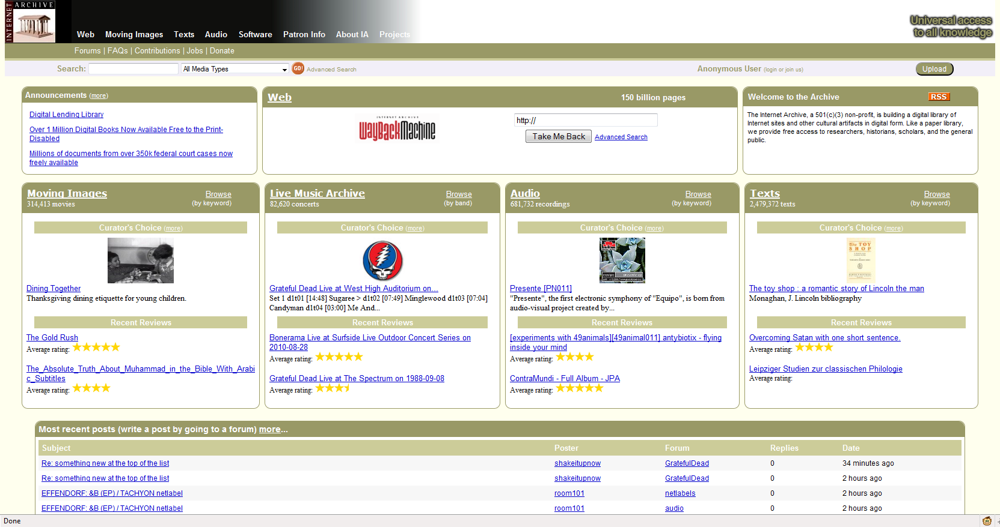 INTERNET ARCHIVE
Universal access
to all knowledge
Web Moving Images Texts Audio Software Patron Info About IA Projects
Forums | FAQs | Contributions | Jobs | Donate
Search: All Media Types GO! Advanced Search Anonymous User (login or join us) Upload
Announcements (more)
Digital Lending Library
Over 1 Million Digital Books Now Available Free to the Print-
Disabled
Millions of documents from over 350k federal court cases now
freely available
Web 150 billion pages
INTERNET ARCHIVE
WayBackMachine
http://
Take Me Back Advanced Search
Welcome to the Archive RSS
The Internet Archive, a 501(c)(3) non-profit, is building a digital library of
Internet sites and other cultural artifacts in digital form. Like a paper library,
we provide free access to researchers, historians, scholars, and the general
public.
Moving Images Browse
314,413 movies (by keyword)
Curator's Choice (more)
Dining Together
Thanksgiving dining etiquette for young children.
Recent Reviews
The Gold Rush
Average rating:
The_Absolute_Truth_About_Muhammad_in_the_Bible_With_Arabi
c_Subtitles
Average rating:
Live Music Archive Browse
82,620 concerts (by band)
Curator's Choice (more)
Grateful Dead Live at West High Auditorium on...
Set 1 d1t01 [14:48] Sugaree > d1t02 [07:49] Minglewood d1t03 [07:04]
Candyman d1t04 [03:00] Me And...
Recent Reviews
Bonerama Live at Surfside Live Outdoor Concert Series on
2010-08-28
Average rating:
Grateful Dead Live at The Spectrum on 1988-09-08
Average rating:
Audio Browse
681,732 recordings (by keyword)
Curator's Choice (more)
equipo presente ep
Presente [PN011]
"Presente", the first electronic symphony of "Equipo", is born from
audio-visual project created by...
Recent Reviews
[experiments with 49animals][49animal011] antybiotix - flying
inside your mind
Average rating:
ContraMundi - Full Album - JPA
Average rating:
Texts Browse
2,479,372 texts (by keyword)
Curator's Choice (more)
The TOY
SHOP
The toy shop : a romantic story of Lincoln the man
Monaghan, J. Lincoln bibliography
Recent Reviews
Overcoming Satan with one short sentence.
Average rating:
Leipziger Studien zur classischen Philologie
Average rating:
Most recent posts (write a post by going to a forum) more...
Subject Poster Forum Replies Date
Re: something new at the top of the list shakeitupnow GratefulDead 0 34 minutes ago
Re: something new at the top of the list shakeitupnow GratefulDead 0 2 hours ago
EFFENDORF: &B (EP) / TACHYON netlabel room101 netlabels 0 2 hours ago
EFFENDORF: &B (EP) / TACHYON netlabel room101 audio 0 2 hours ago
Done